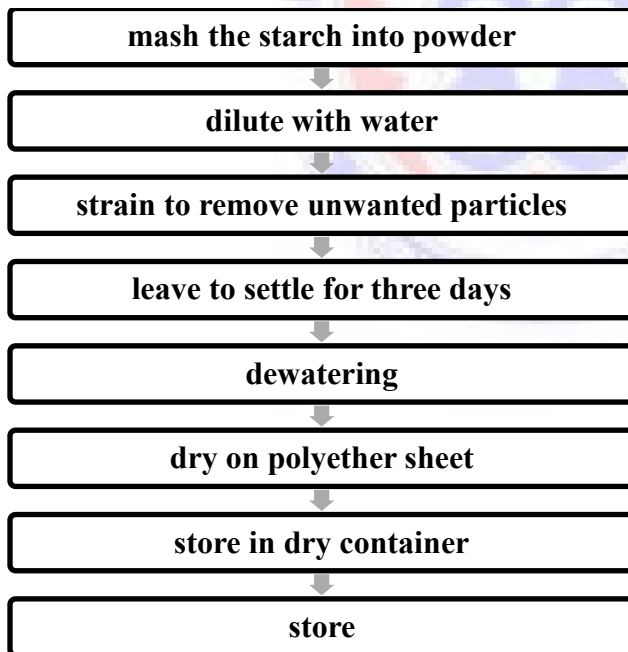 mash the starch into powder
dilute with water
strain to remove unwanted particles
leave to settle for three days
dewatering
dry on polyether sheet
store in dry container
store